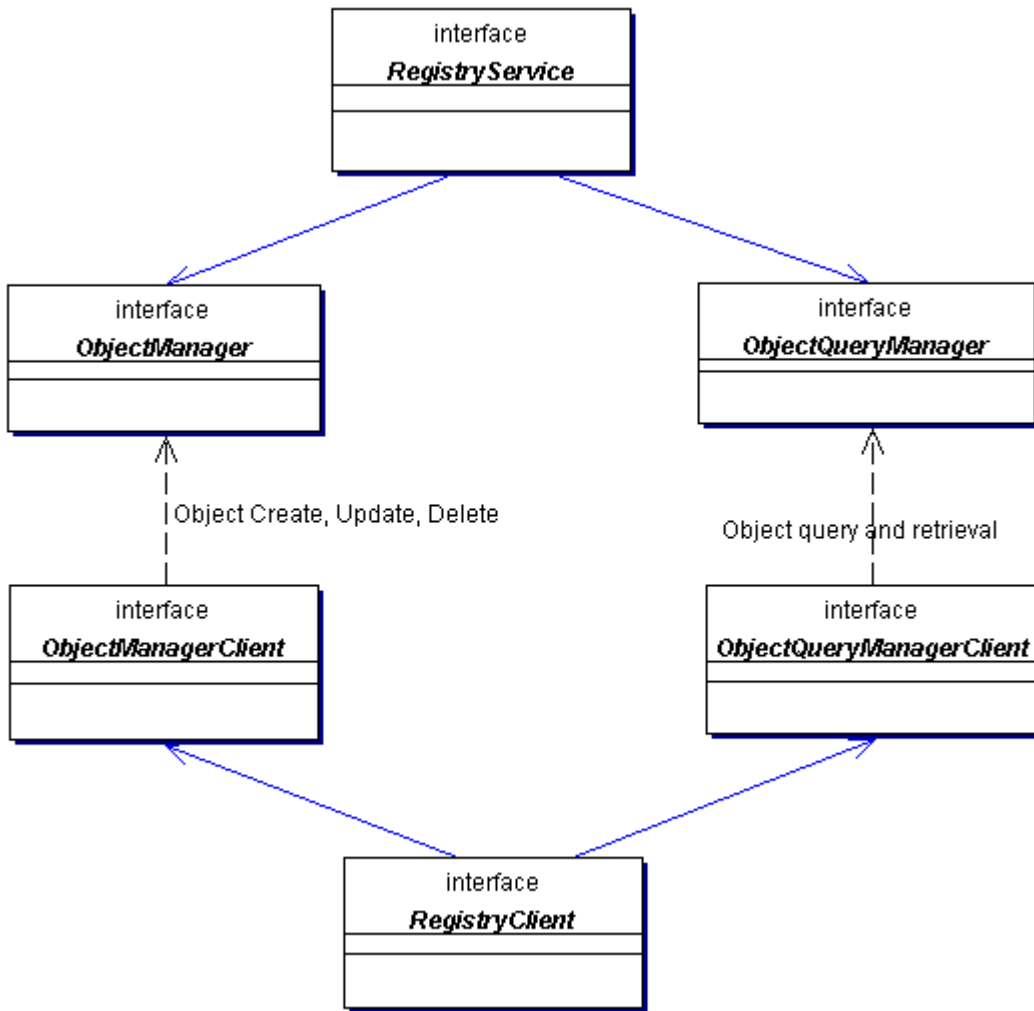 interface
RegistryService
interface
ObjectManager
interface
ObjectQueryManager
Object Create, Update, Delete
Object query and retrieval
interface
ObjectManagerClient
interface
ObjectQueryManagerClient
interface
RegistryClient